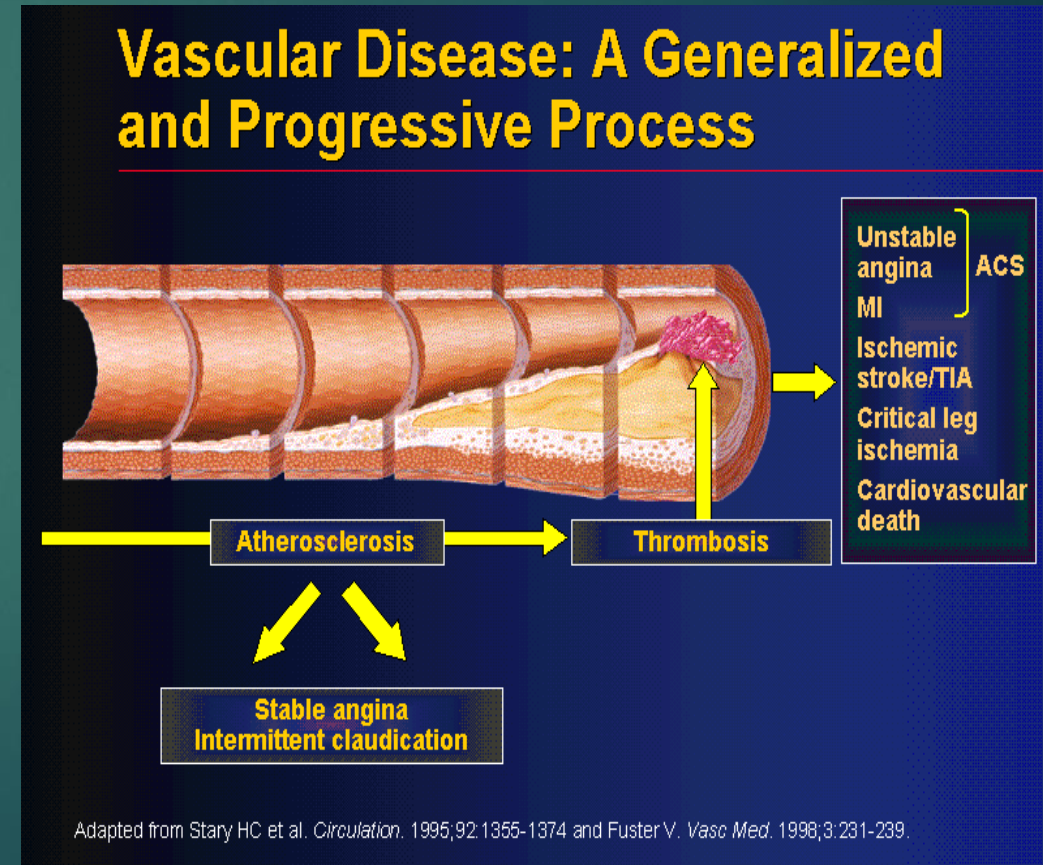 Vascular Disease: A Generalized
and Progressive Process
Unstable
angina
ACS
MI
Ischemic
stroke/TIA
Critical leg
ischemia
Cardiovascular
death
Atherosclerosis
Thrombosis
Stable angina
Intermittent claudication
Adapted from Stary HC et al. Circulation. 1995;92:1355-1374 and Fuster V. Vasc Med. 1998;3:231-239.